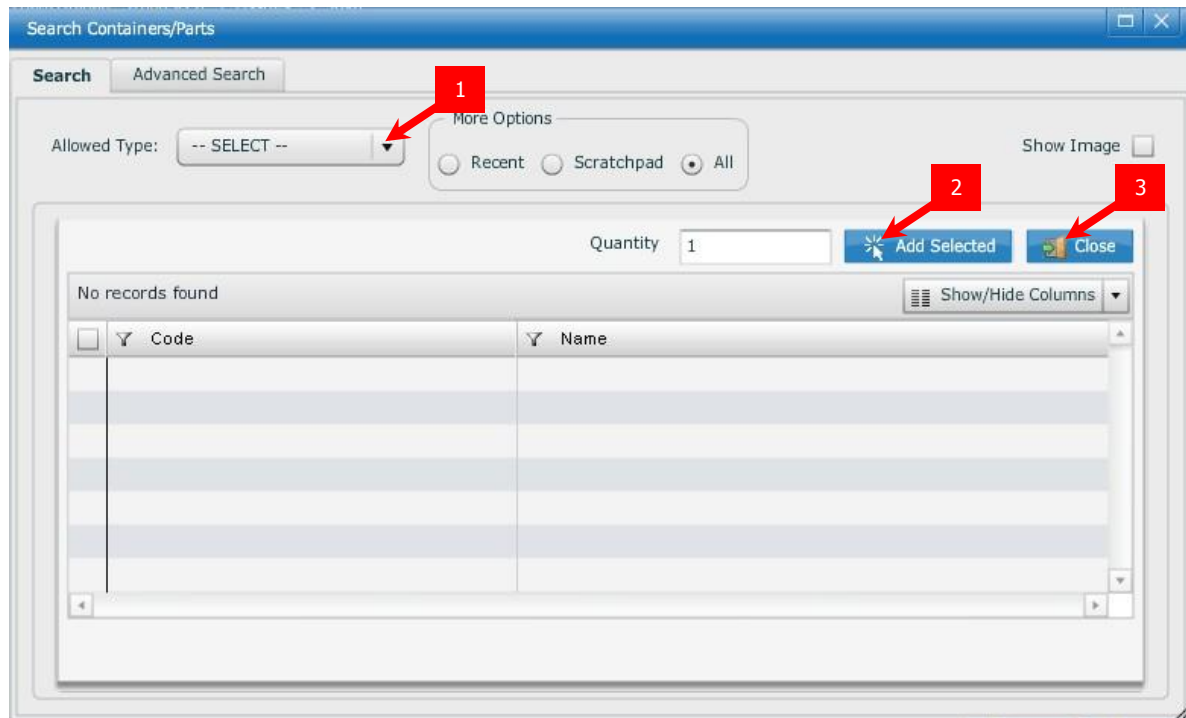 Search Containers/Parts
Search
Advanced Search
1
Allowed Type:
-- SELECT --
More Options
Recent
Scratchpad
All
Show Image
2
3
Quantity
1
Add Selected
Close
No records found
Show/Hide Columns
Code
Name